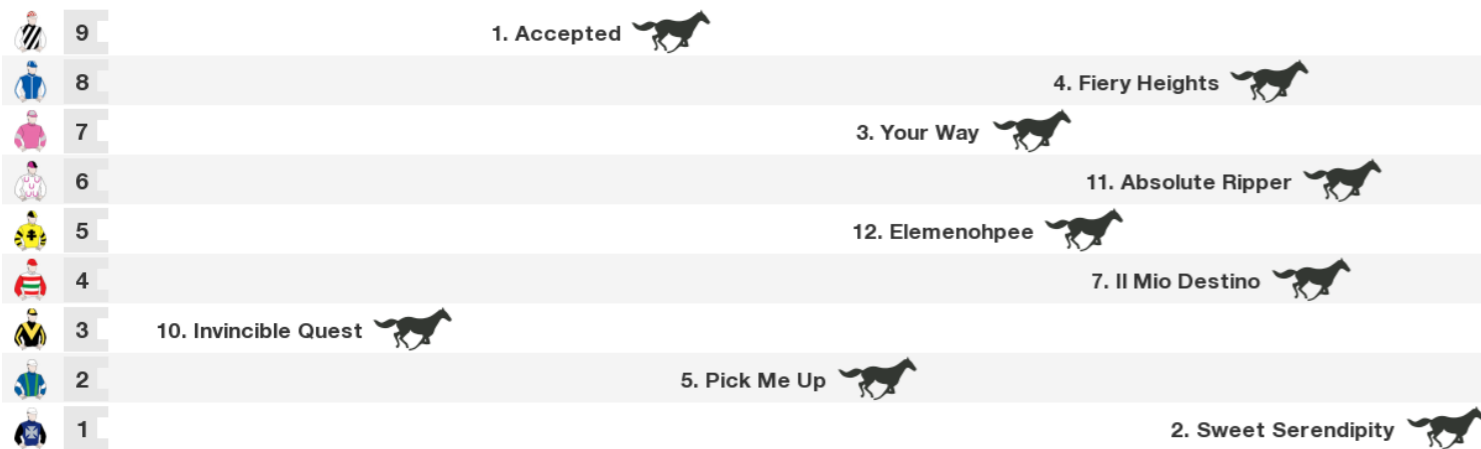 9 1. Accepted
8 4. Fiery Heights
7 3. Your Way
6 11. Absolute Ripper
5 12. Elemenohpee
4 7. Il Mio Destino
3 10. Invincible Quest
2 5. Pick Me Up
1 2. Sweet Serendipity